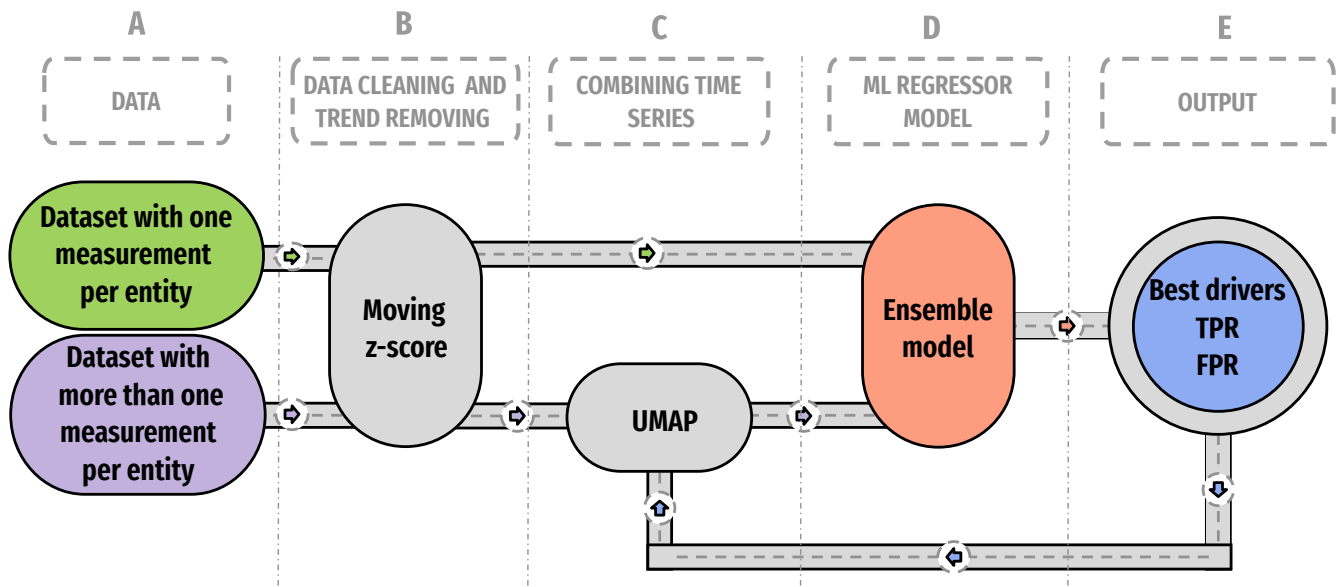 A
B
C
D
E
DATA
DATA CLEANING AND
TREND REMOVING
COMBINING TIME
SERIES
ML REGRESSOR
MODEL
OUTPUT
Dataset with one
measurement
per entity
Dataset with
more than one
measurement
per entity
Moving
z-score
UMAP
Ensemble
model
Best drivers
TPR
FPR